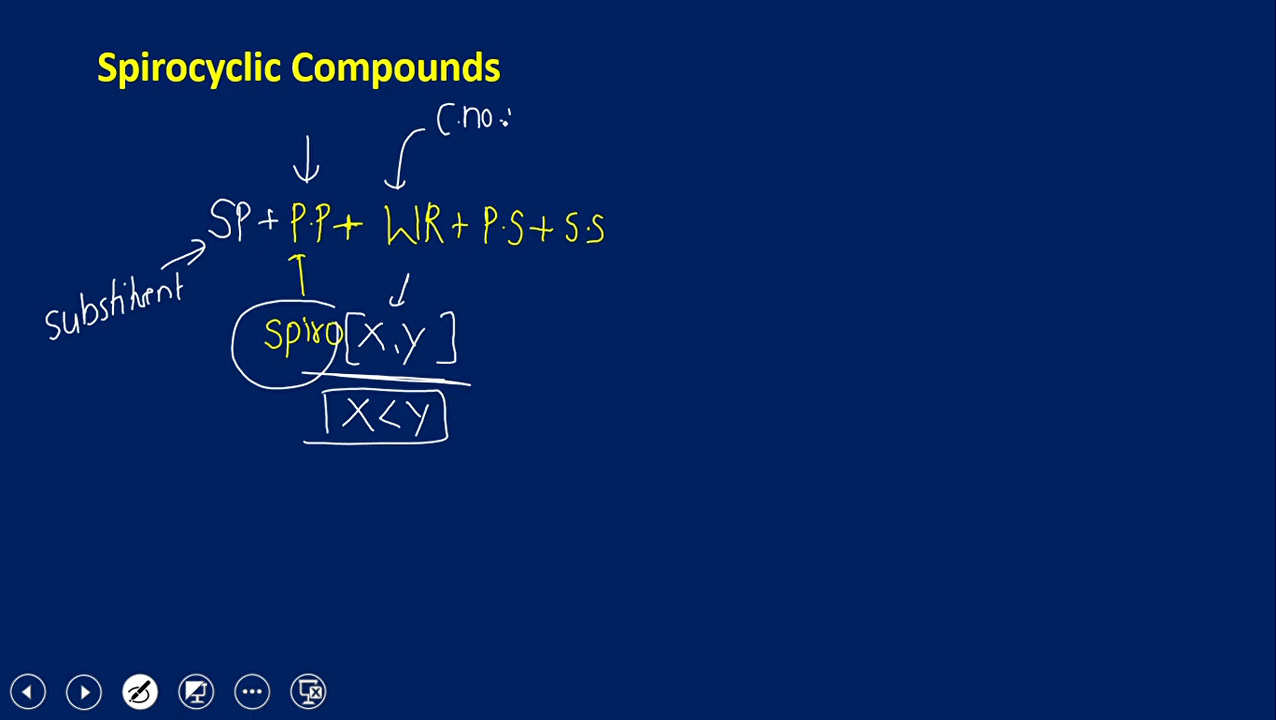 Spirocyclic Compounds
C.no.
SP + P.P + WR + P.S + S.S
substituent
spiro[X,Y]
X<Y